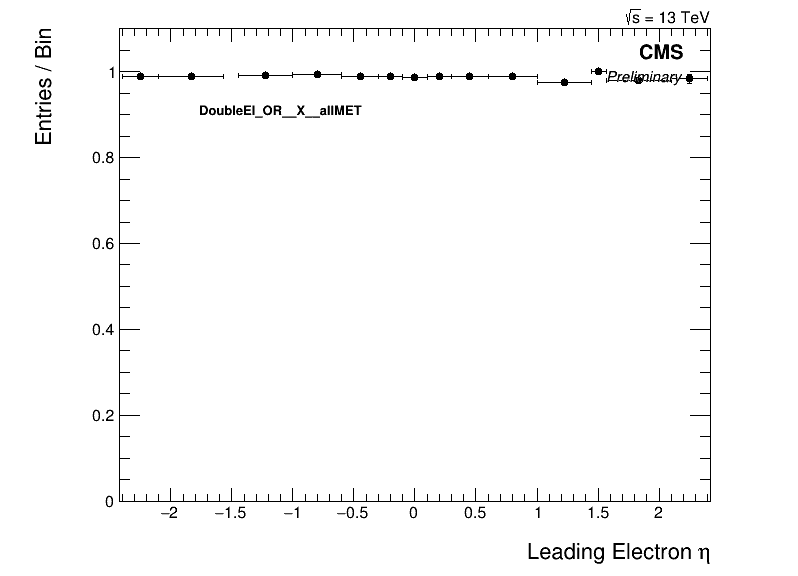 √s = 13 TeV
Entries / Bin
CMS
Preliminary
DoubleEl_OR__X__allMET
1
0.8
0.6
0.4
0.2
0
−2 −1.5 −1 −0.5 0 0.5 1 1.5 2
Leading Electron η